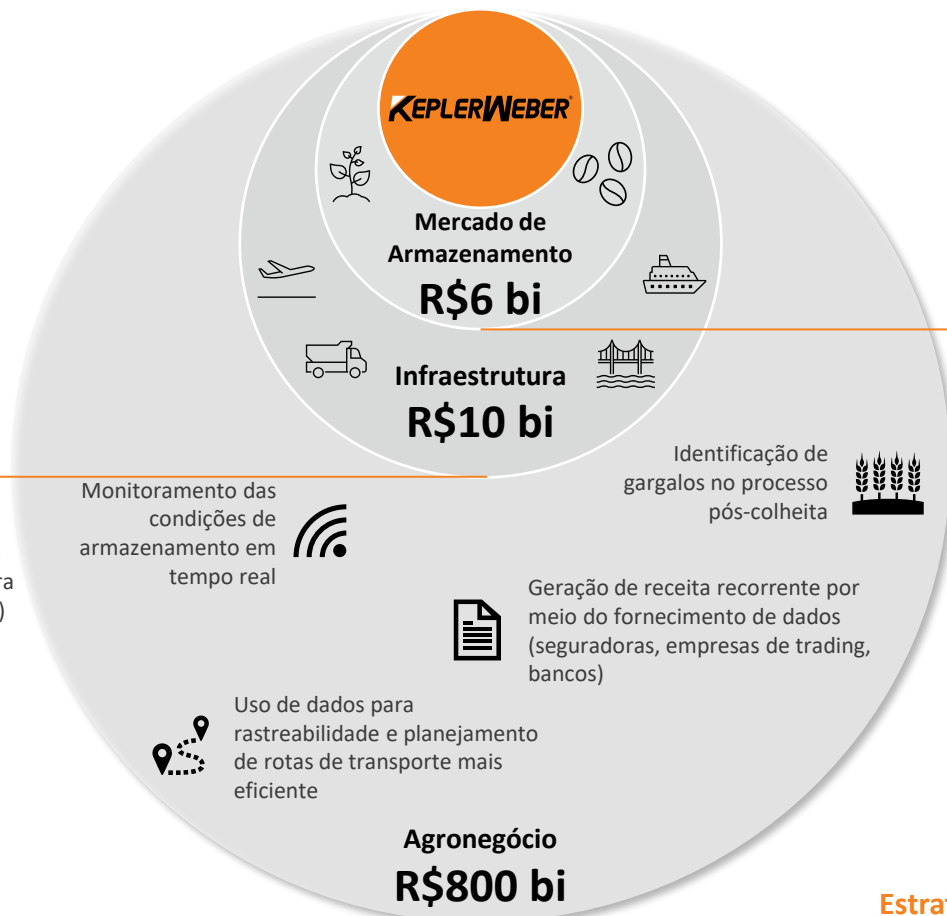 KEPLERWEBER
Mercado de
Armazenamento
R$6 bi
Infraestrutura
R$10 bi
Identificação de
gargalos no processo
pós-colheita
Monitoramento das
condições de
armazenamento em
tempo real
Geração de receita recorrente por
meio do fornecimento de dados
(seguradoras, empresas de trading,
bancos)
Uso de dados para
rastreabilidade e planejamento
de rotas de transporte mais
eficiente
Agronegócio
R$800 bi